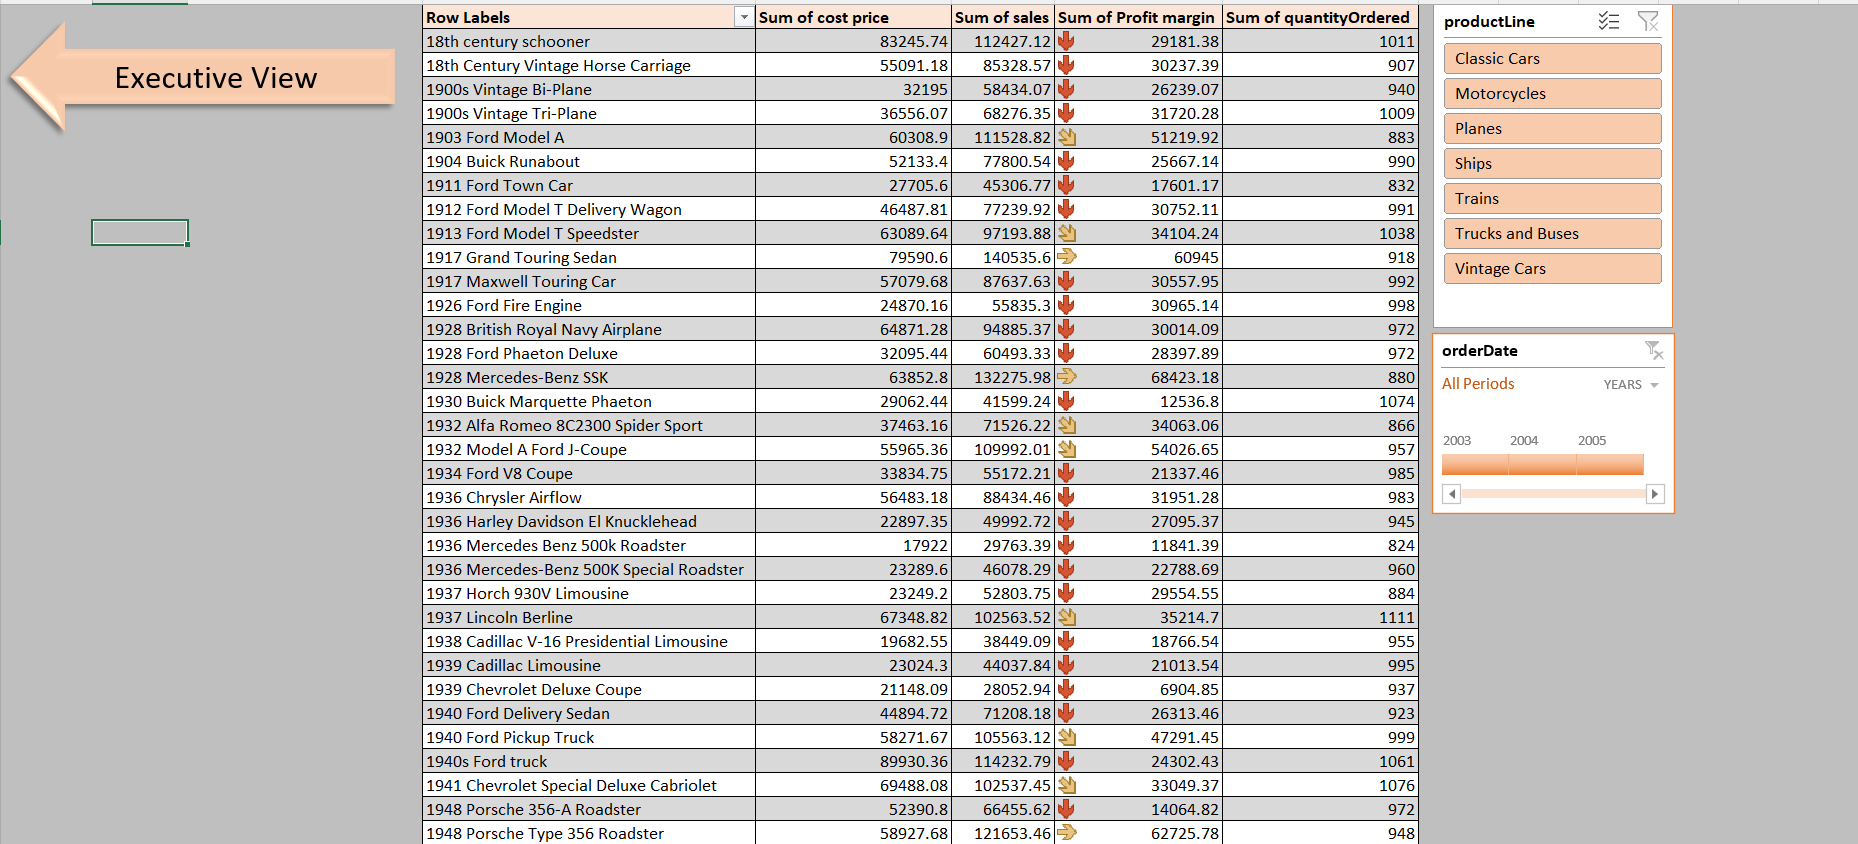 Executive View
Row Labels Sum of cost price Sum of sales Sum of Profit margin Sum of quantityOrdered
18th century schooner 83245.74 112427.12 29181.38 1011
18th Century Vintage Horse Carriage 55091.18 85328.57 30237.39 907
1900s Vintage Bi-Plane 32195 58434.07 26239.07 940
1900s Vintage Tri-Plane 36556.07 68276.35 31720.28 1009
1903 Ford Model A 60308.9 111528.82 51219.92 883
1904 Buick Runabout 52133.4 77800.54 25667.14 990
1911 Ford Town Car 27705.6 45306.77 17601.17 832
1912 Ford Model T Delivery Wagon 46487.81 77239.92 30752.11 991
1913 Ford Model T Speedster 63089.64 97193.88 34104.24 1038
1917 Grand Touring Sedan 79590.6 140535.6 60945 918
1917 Maxwell Touring Car 57079.68 87637.63 30557.95 992
1926 Ford Fire Engine 24870.16 55835.3 30965.14 998
1928 British Royal Navy Airplane 64871.28 94885.37 30014.09 972
1928 Ford Phaeton Deluxe 32095.44 60493.33 28397.89 972
1928 Mercedes-Benz SSK 63852.8 132275.98 68423.18 880
1930 Buick Marquette Phaeton 29062.44 41599.24 12536.8 1074
1932 Alfa Romeo 8C2300 Spider Sport 37463.16 71526.22 34063.06 866
1932 Model A Ford J-Coupe 55965.36 109992.01 54026.65 957
1934 Ford V8 Coupe 33834.75 55172.21 21337.46 985
1936 Chrysler Airflow 56483.18 88434.46 31951.28 983
1936 Harley Davidson El Knucklehead 22897.35 49992.72 27095.37 945
1936 Mercedes Benz 500k Roadster 17922 29763.39 11841.39 824
1936 Mercedes-Benz 500K Special Roadster 23289.6 46078.29 22788.69 960
1937 Horch 930V Limousine 23249.2 52803.75 29554.55 884
1937 Lincoln Berline 67348.82 102563.52 35214.7 1111
1938 Cadillac V-16 Presidential Limousine 19682.55 38449.09 18766.54 955
1939 Cadillac Limousine 23024.3 44037.84 21013.54 995
1939 Chevrolet Deluxe Coupe 21148.09 28052.94 6904.85 937
1940 Ford Delivery Sedan 44894.72 71208.18 26313.46 923
1940 Ford Pickup Truck 58271.67 105563.12 47291.45 999
1940s Ford truck 89930.36 114232.79 24302.43 1061
1941 Chevrolet Special Deluxe Cabriolet 69488.08 102537.45 33049.37 1076
1948 Porsche 356-A Roadster 52390.8 66455.62 14064.82 972
1948 Porsche Type 356 Roadster 58927.68 121653.46 62725.78 948
productLine
Classic Cars
Motorcycles
Planes
Ships
Trains
Trucks and Buses
Vintage Cars
orderDate
All Periods YEARS
2003 2004 2005